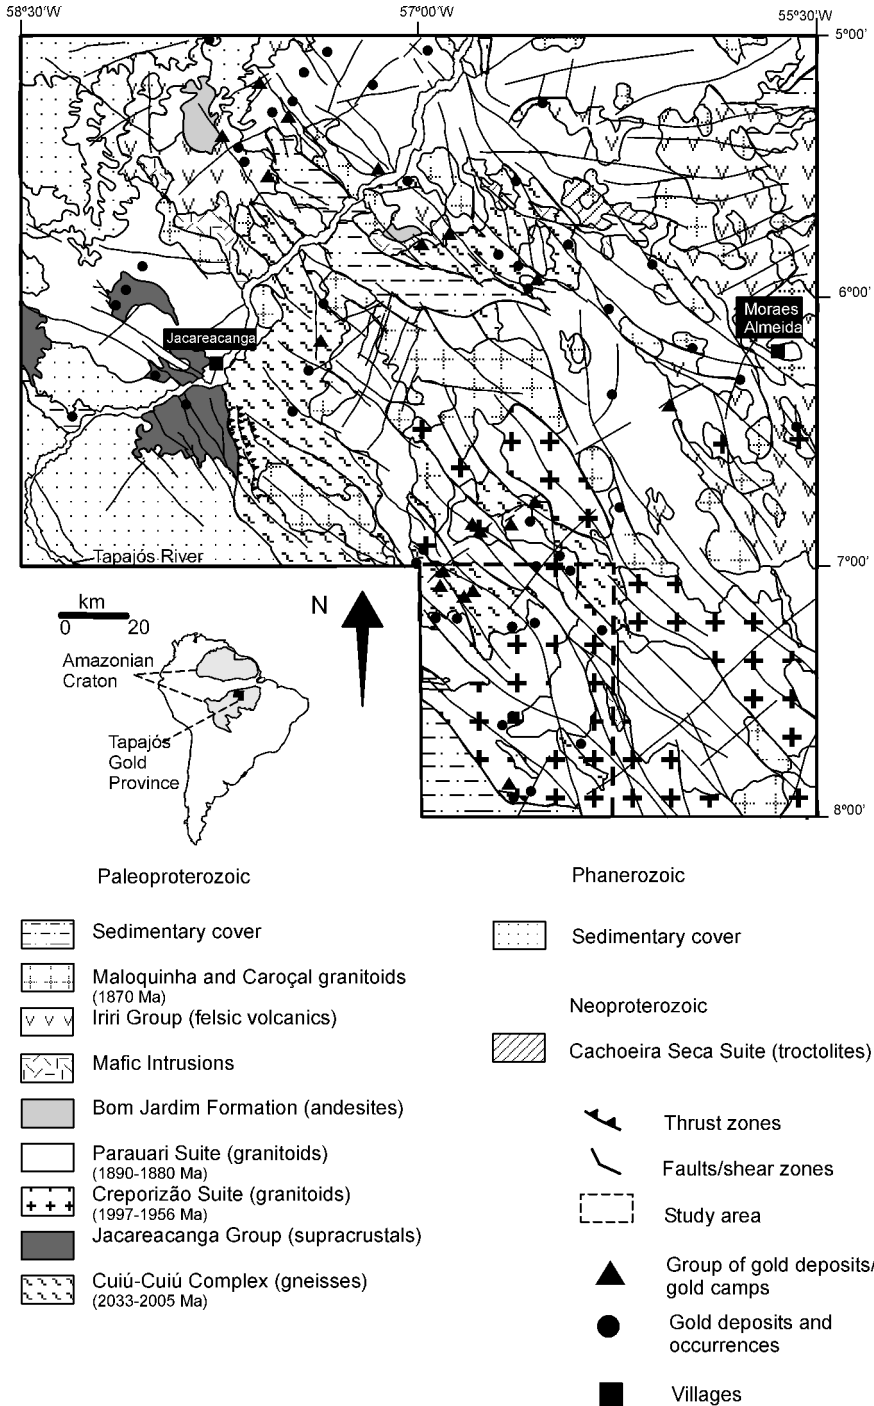 58°30'W
57°00'W
55°30'W
5°00'
Jacareacanga
Moraes
Almeida
6°00'
Tapajós River
7°00'
km
0 20
N
Amazonian
Craton
Tapajós
Gold
Province
8°00'
Paleoproterozoic
Sedimentary cover
Maloquinha and Caroçal granitoids
(1870 Ma)
Iriri Group (felsic volcanics)
Mafic Intrusions
Bom Jardim Formation (andesites)
Parauari Suite (granitoids)
(1890-1880 Ma)
Creporizão Suite (granitoids)
(1997-1956 Ma)
Jacareacanga Group (supracrustals)
Cuiú-Cuiú Complex (gneisses)
(2033-2005 Ma)
Phanerozoic
Sedimentary cover
Neoproterozoic
Cachoeira Seca Suite (troctolites)
Thrust zones
Faults/shear zones
Study area
Group of gold deposits/
gold camps
Gold deposits and
occurrences
Villages